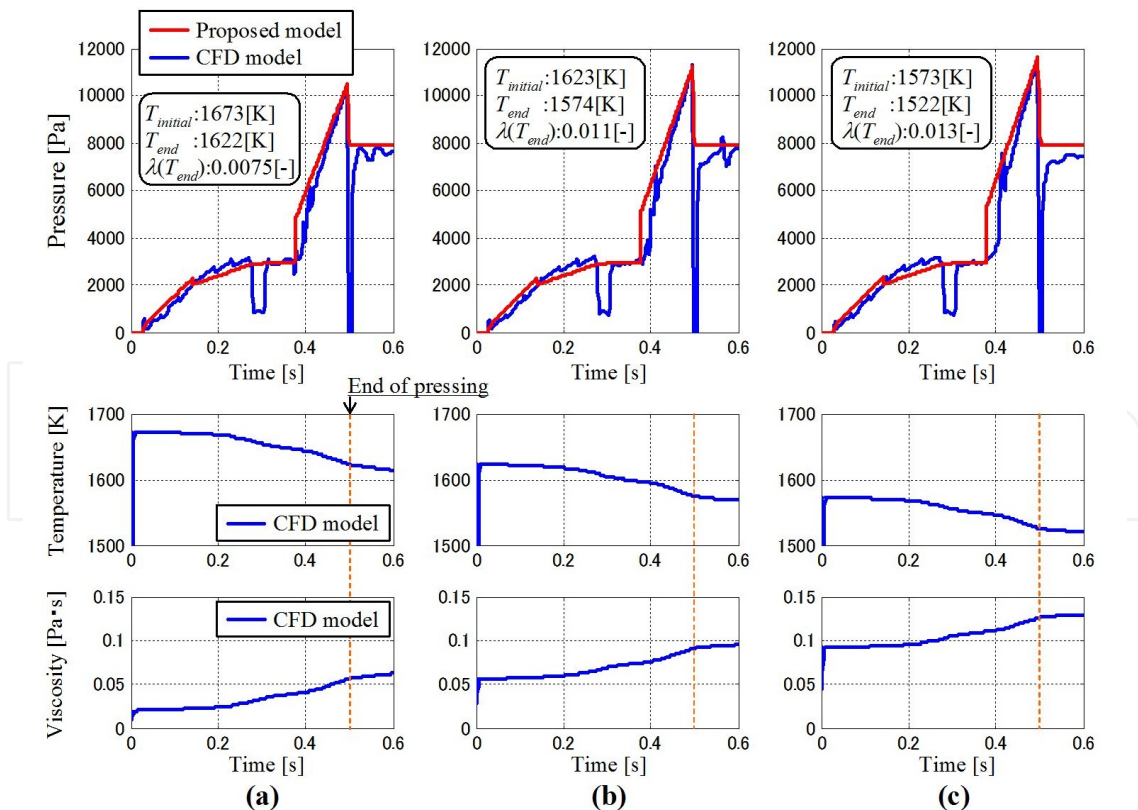 Proposed model
CFD model
Pressure [Pa]
12000
10000
8000
6000
4000
2000
0
T_initial:1673[K]
T_end :1622[K]
λ(T_end):0.0075[-]
0 0.2 0.4 0.6
Time [s]
12000
10000
8000
6000
4000
2000
0
T_initial:1623[K]
T_end :1574[K]
λ(T_end):0.011[-]
0 0.2 0.4 0.6
Time [s]
12000
10000
8000
6000
4000
2000
0
T_initial:1573[K]
T_end :1522[K]
λ(T_end):0.013[-]
0 0.2 0.4 0.6
Time [s]
End of pressing
Temperature [K]
1700
1600
1500
CFD model
0 0.2 0.4 0.6
1700
1600
1500
0 0.2 0.4 0.6
1700
1600
1500
0 0.2 0.4 0.6
Viscosity [Pa･s]
0.15
0.1
0.05
0
CFD model
0 0.2 0.4 0.6
Time [s]
(a)
0.15
0.1
0.05
0
0 0.2 0.4 0.6
Time [s]
(b)
0.15
0.1
0.05
0
0 0.2 0.4 0.6
Time [s]
(c)